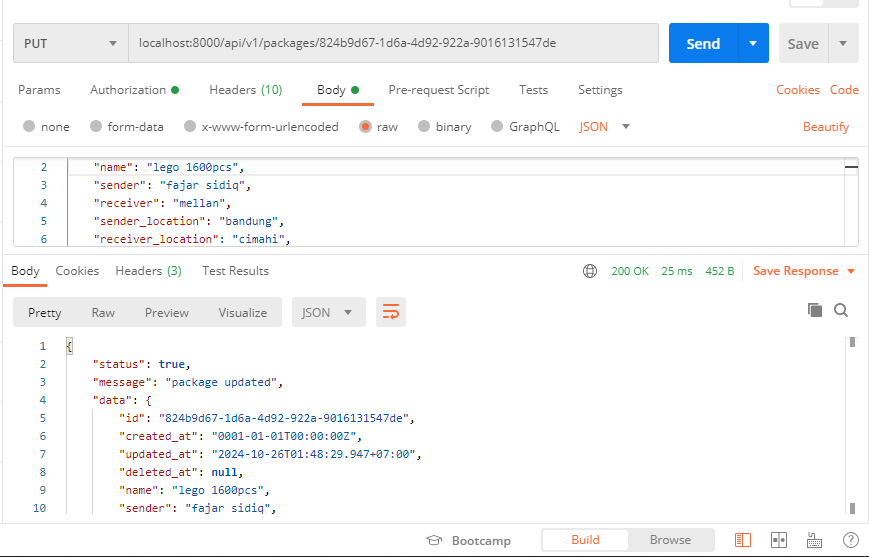 PUT localhost:8000/api/v1/packages/824b9d67-1d6a-4d92-922a-9016131547de Send Save
Params Authorization Headers (10) Body Pre-request Script Tests Settings Cookies Code
none form-data x-www-form-urlencoded raw binary GraphQL JSON Beautify
2 "name": "lego 1600pcs",
3 "sender": "fajar sidiq",
4 "receiver": "mellan",
5 "sender_location": "bandung",
6 "receiver_location": "cimahi",
Body Cookies Headers (3) Test Results 200 OK 25 ms 452 B Save Response
Pretty Raw Preview Visualize JSON
1 {
2 "status": true,
3 "message": "package updated",
4 "data": {
5 "id": "824b9d67-1d6a-4d92-922a-9016131547de",
6 "created_at": "0001-01-01T00:00:00Z",
7 "updated_at": "2024-10-26T01:48:29.947+07:00",
8 "deleted_at": null,
9 "name": "lego 1600pcs",
10 "sender": "fajar sidiq",
Bootcamp Build Browse